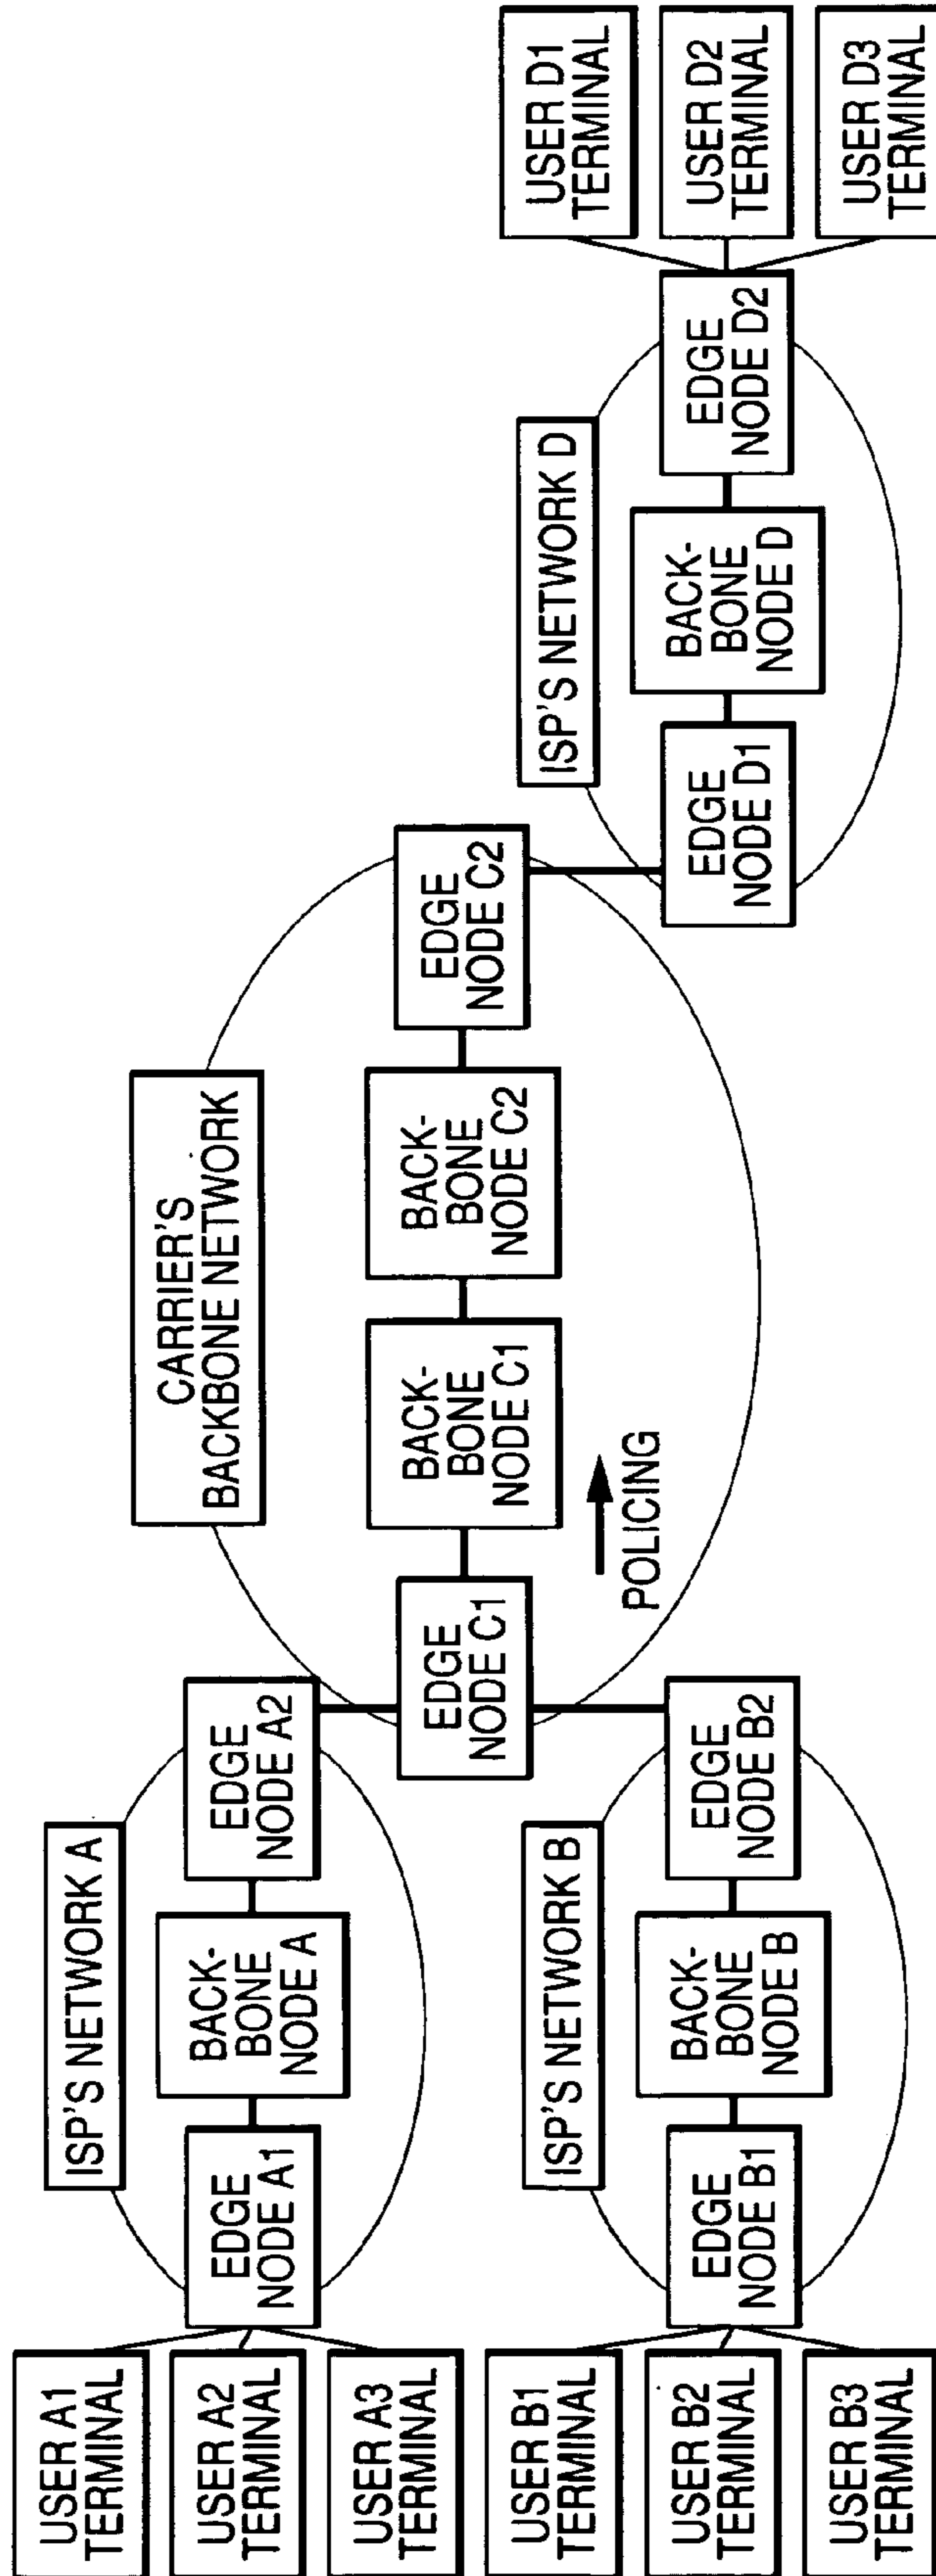 USER A1
TERMINAL
USER A2
TERMINAL
USER A3
TERMINAL
ISP'S NETWORK A
EDGE
NODE A1
BACK-
BONE
NODE A
EDGE
NODE A2
USER B1
TERMINAL
USER B2
TERMINAL
USER B3
TERMINAL
ISP'S NETWORK B
EDGE
NODE B1
BACK-
BONE
NODE B
EDGE
NODE B2
CARRIER'S
BACKBONE NETWORK
EDGE
NODE C1
BACK-
BONE
NODE C1
BACK-
BONE
NODE C2
EDGE
NODE C2
POLICING
ISP'S NETWORK D
EDGE
NODE D1
BACK-
BONE
NODE D
EDGE
NODE D2
USER D1
TERMINAL
USER D2
TERMINAL
USER D3
TERMINAL